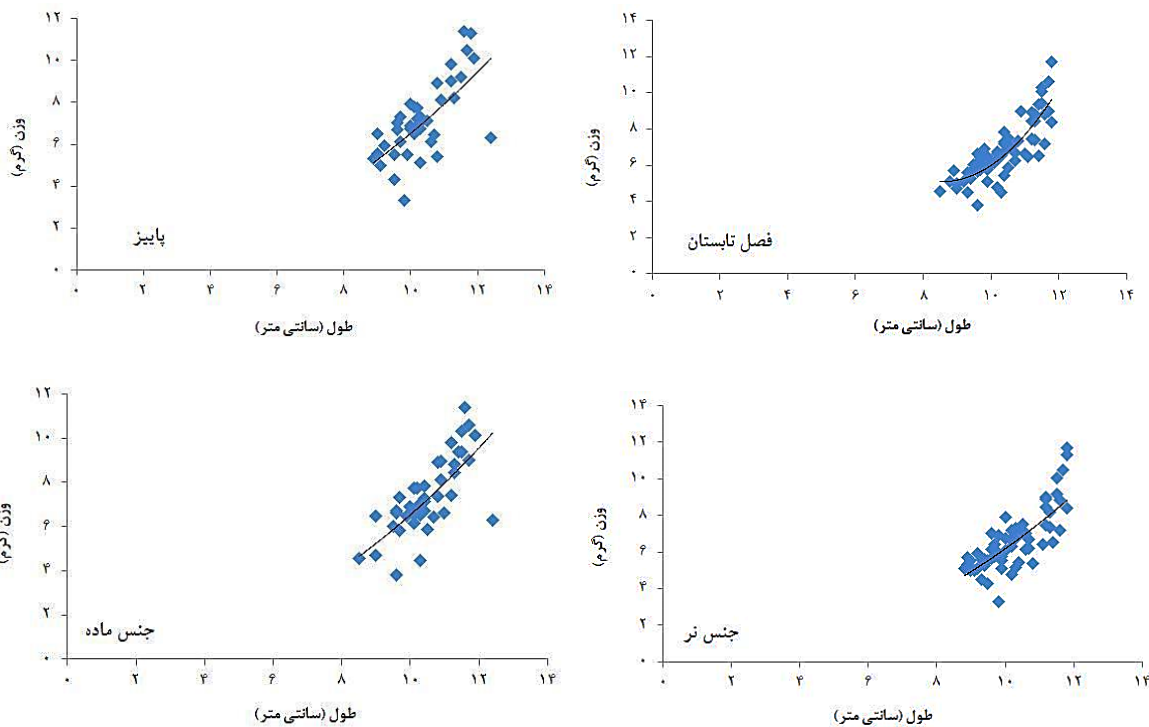 ۱۲
۱۰
۸
۶
۴
۲
۰
وزن (گرم)
پاییز
۰ ۲ ۴ ۶ ۸ ۱۰ ۱۲ ۱۴
طول (سانتی متر)
۱۴
۱۲
۱۰
۸
۶
۴
۲
۰
وزن (گرم)
فصل تابستان
۰ ۲ ۴ ۶ ۸ ۱۰ ۱۲ ۱۴
طول (سانتی متر)
۱۲
۱۰
۸
۶
۴
۲
۰
وزن (گرم)
جنس ماده
۰ ۲ ۴ ۶ ۸ ۱۰ ۱۲ ۱۴
طول (سانتی متر)
۱۴
۱۲
۱۰
۸
۶
۴
۲
۰
وزن (گرم)
جنس نر
۰ ۲ ۴ ۶ ۸ ۱۰ ۱۲ ۱۴
طول (سانتی متر)